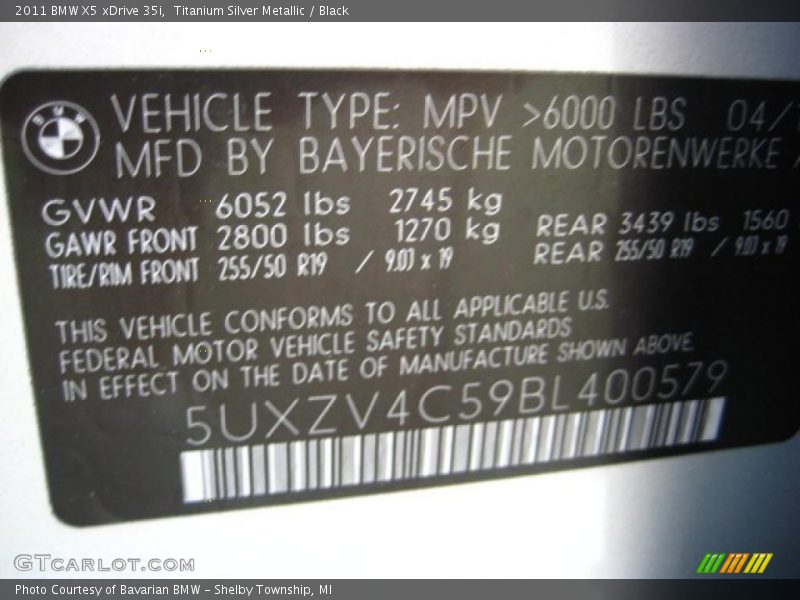 2011 BMW X5 xDrive 35i,  Titanium Silver Metallic / Black
BMW
VEHICLE TYPE: MPV >6000 LBS 04/
MFD BY BAYERISCHE MOTORENWERKE
GVWR 6052 lbs 2745 kg
GAWR FRONT 2800 lbs 1270 kg REAR 3439 lbs 1560
TIRE/RIM FRONT 255/50 R19 / 9.0J x 19 REAR 255/50 R19 / 9.0J x 19
THIS VEHICLE CONFORMS TO ALL APPLICABLE U.S.
FEDERAL MOTOR VEHICLE SAFETY STANDARDS
IN EFFECT ON THE DATE OF MANUFACTURE SHOWN ABOVE
5UXZV4C59BL400579
GTCARLOT.COM
Photo Courtesy of Bavarian BMW - Shelby Township, MI